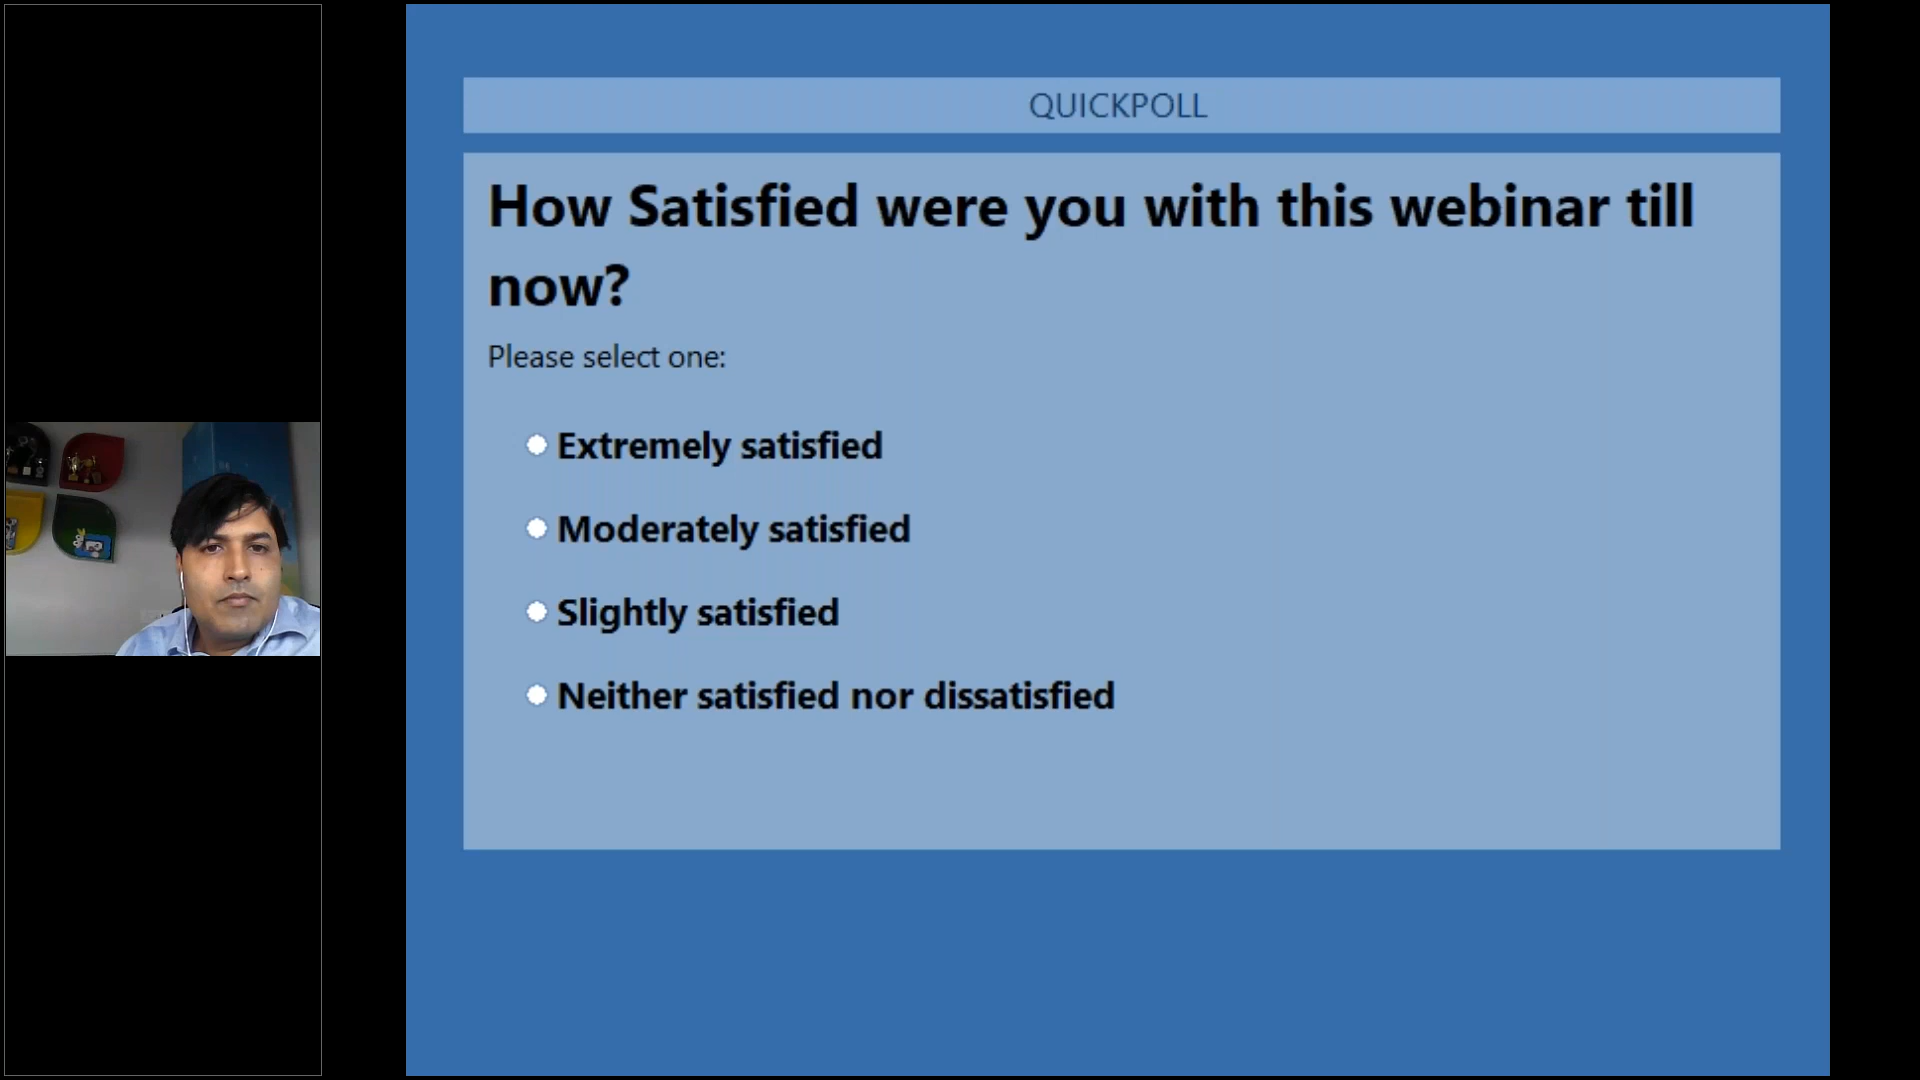 QUICKPOLL
How Satisfied were you with this webinar till
now?
Please select one:
Extremely satisfied
Moderately satisfied
Slightly satisfied
Neither satisfied nor dissatisfied